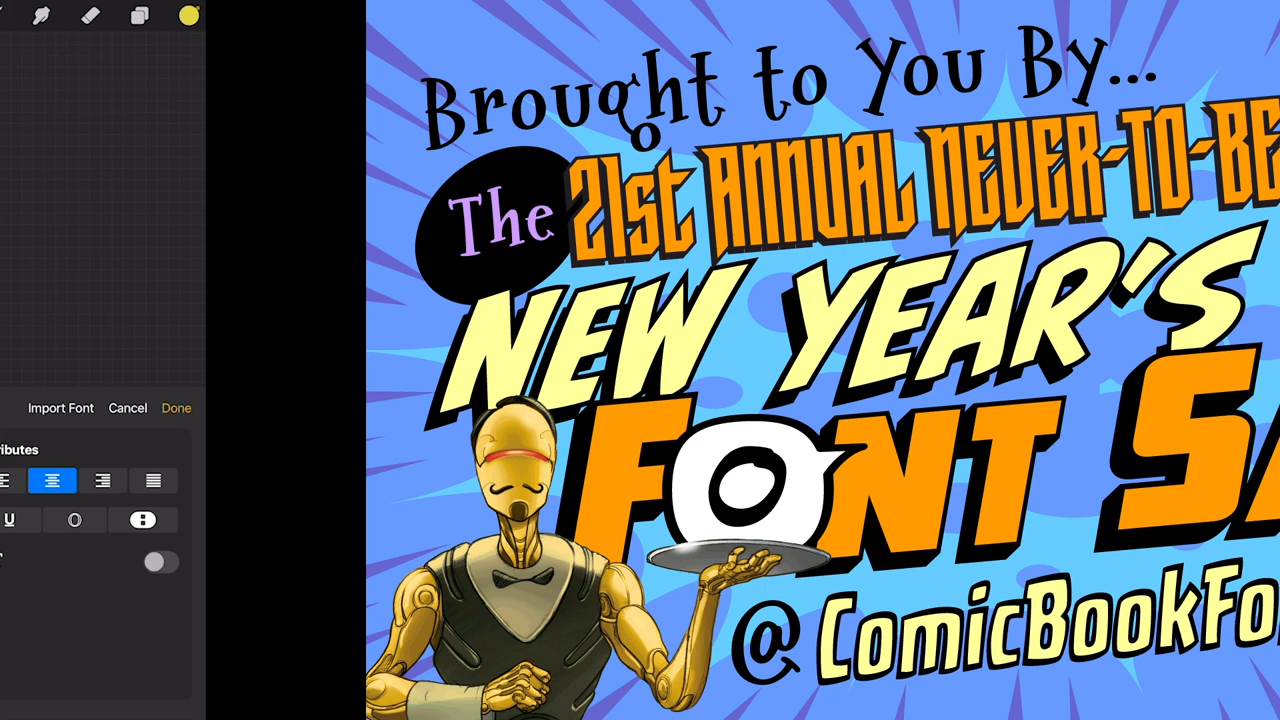 Import Font Cancel Done
ributes
U O
Brought to You By...
The 21st ANNUAL NEVER-TO-BE
NEW YEAR'S
FONT SA
@ComicBookFo